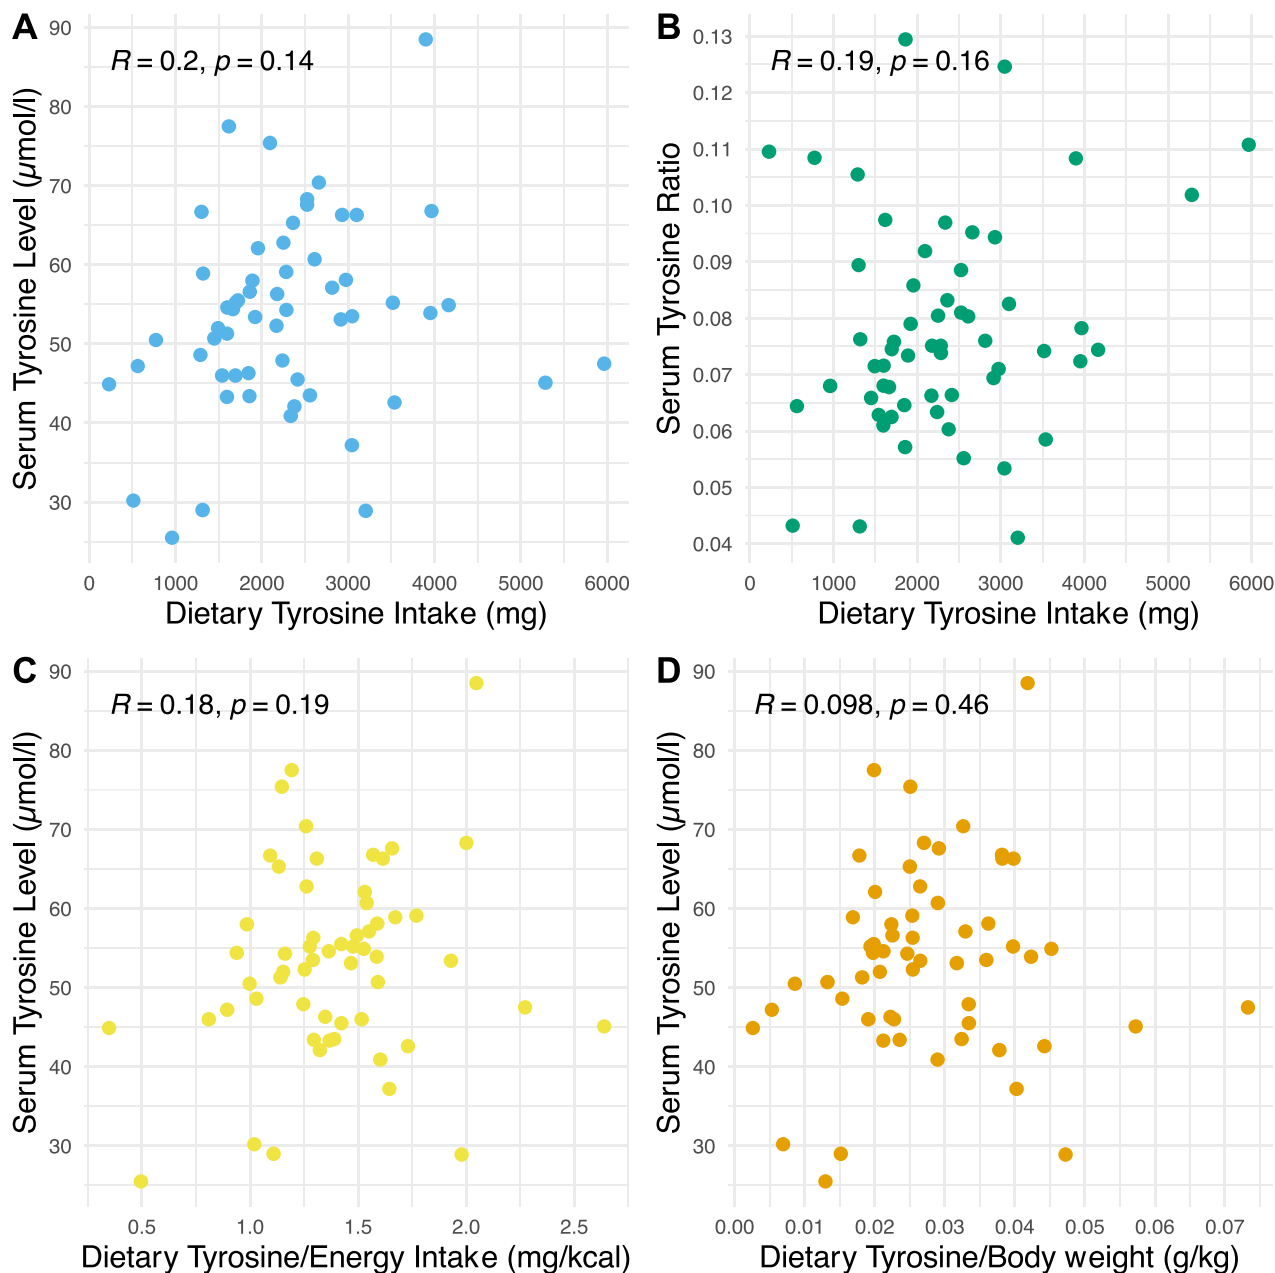 A
R = 0.2, p = 0.14
Serum Tyrosine Level (µmol/l)
90
80
70
60
50
40
30
0 1000 2000 3000 4000 5000 6000
Dietary Tyrosine Intake (mg)
B
R = 0.19, p = 0.16
Serum Tyrosine Ratio
0.13
0.12
0.11
0.10
0.09
0.08
0.07
0.06
0.05
0.04
0 1000 2000 3000 4000 5000 6000
Dietary Tyrosine Intake (mg)
C
R = 0.18, p = 0.19
Serum Tyrosine Level (µmol/l)
90
80
70
60
50
40
30
0.5 1.0 1.5 2.0 2.5
Dietary Tyrosine/Energy Intake (mg/kcal)
D
R = 0.098, p = 0.46
Serum Tyrosine Level (µmol/l)
90
80
70
60
50
40
30
0.00 0.01 0.02 0.03 0.04 0.05 0.06 0.07
Dietary Tyrosine/Body weight (g/kg)